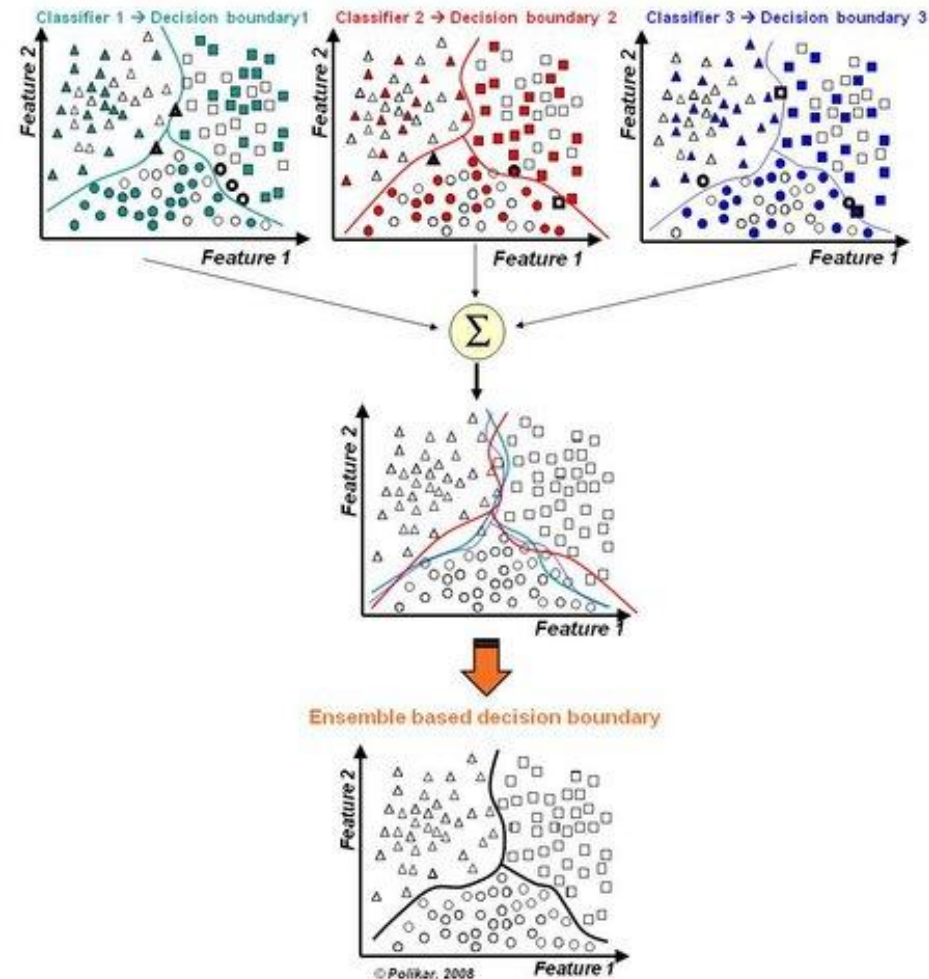 Classifier 1 → Decision boundary1
Classifier 2 → Decision boundary 2
Classifier 3 → Decision boundary 3
Feature 2
Feature 1
Feature 2
Feature 1
Feature 2
Feature 1
Σ
Feature 2
Feature 1
Ensemble based decision boundary
Feature 2
Feature 1
©Polikar, 2008